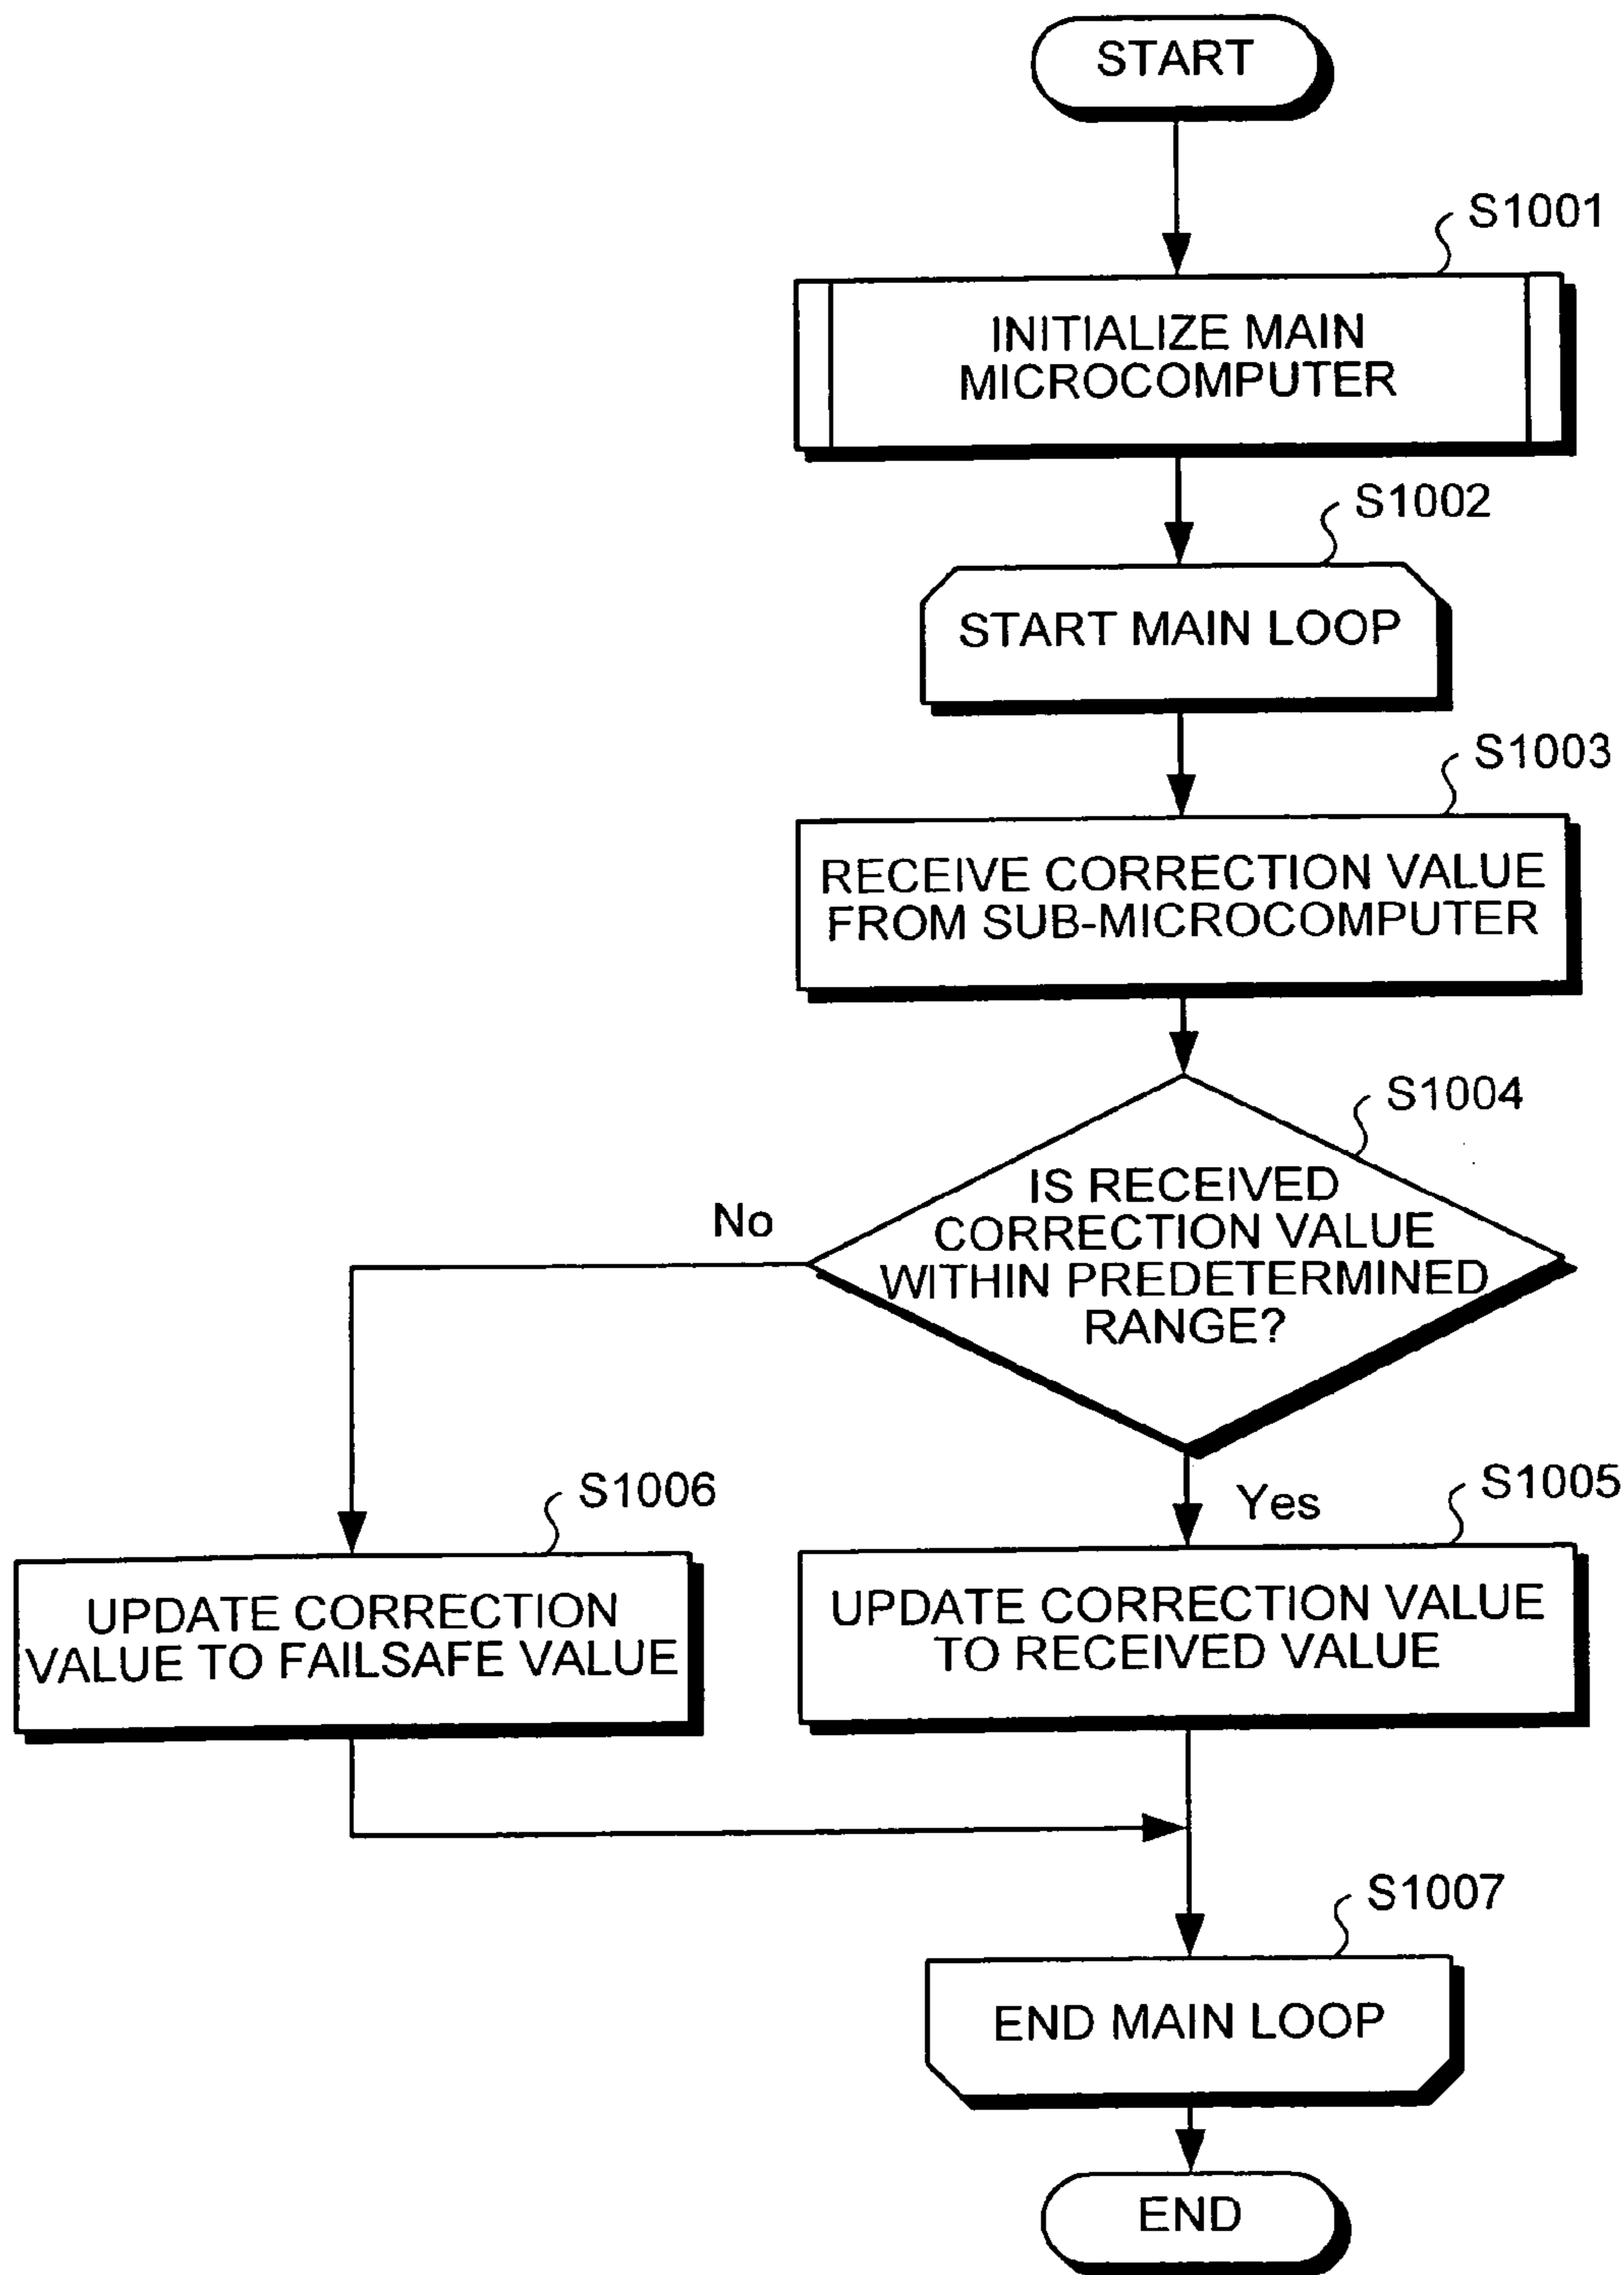 START
S1001
INITIALIZE MAIN
MICROCOMPUTER
S1002
START MAIN LOOP
S1003
RECEIVE CORRECTION VALUE
FROM SUB-MICROCOMPUTER
S1004
IS RECEIVED
CORRECTION VALUE
WITHIN PREDETERMINED
RANGE?
No
Yes
S1006
UPDATE CORRECTION
VALUE TO FAILSAFE VALUE
S1005
UPDATE CORRECTION VALUE
TO RECEIVED VALUE
S1007
END MAIN LOOP
END